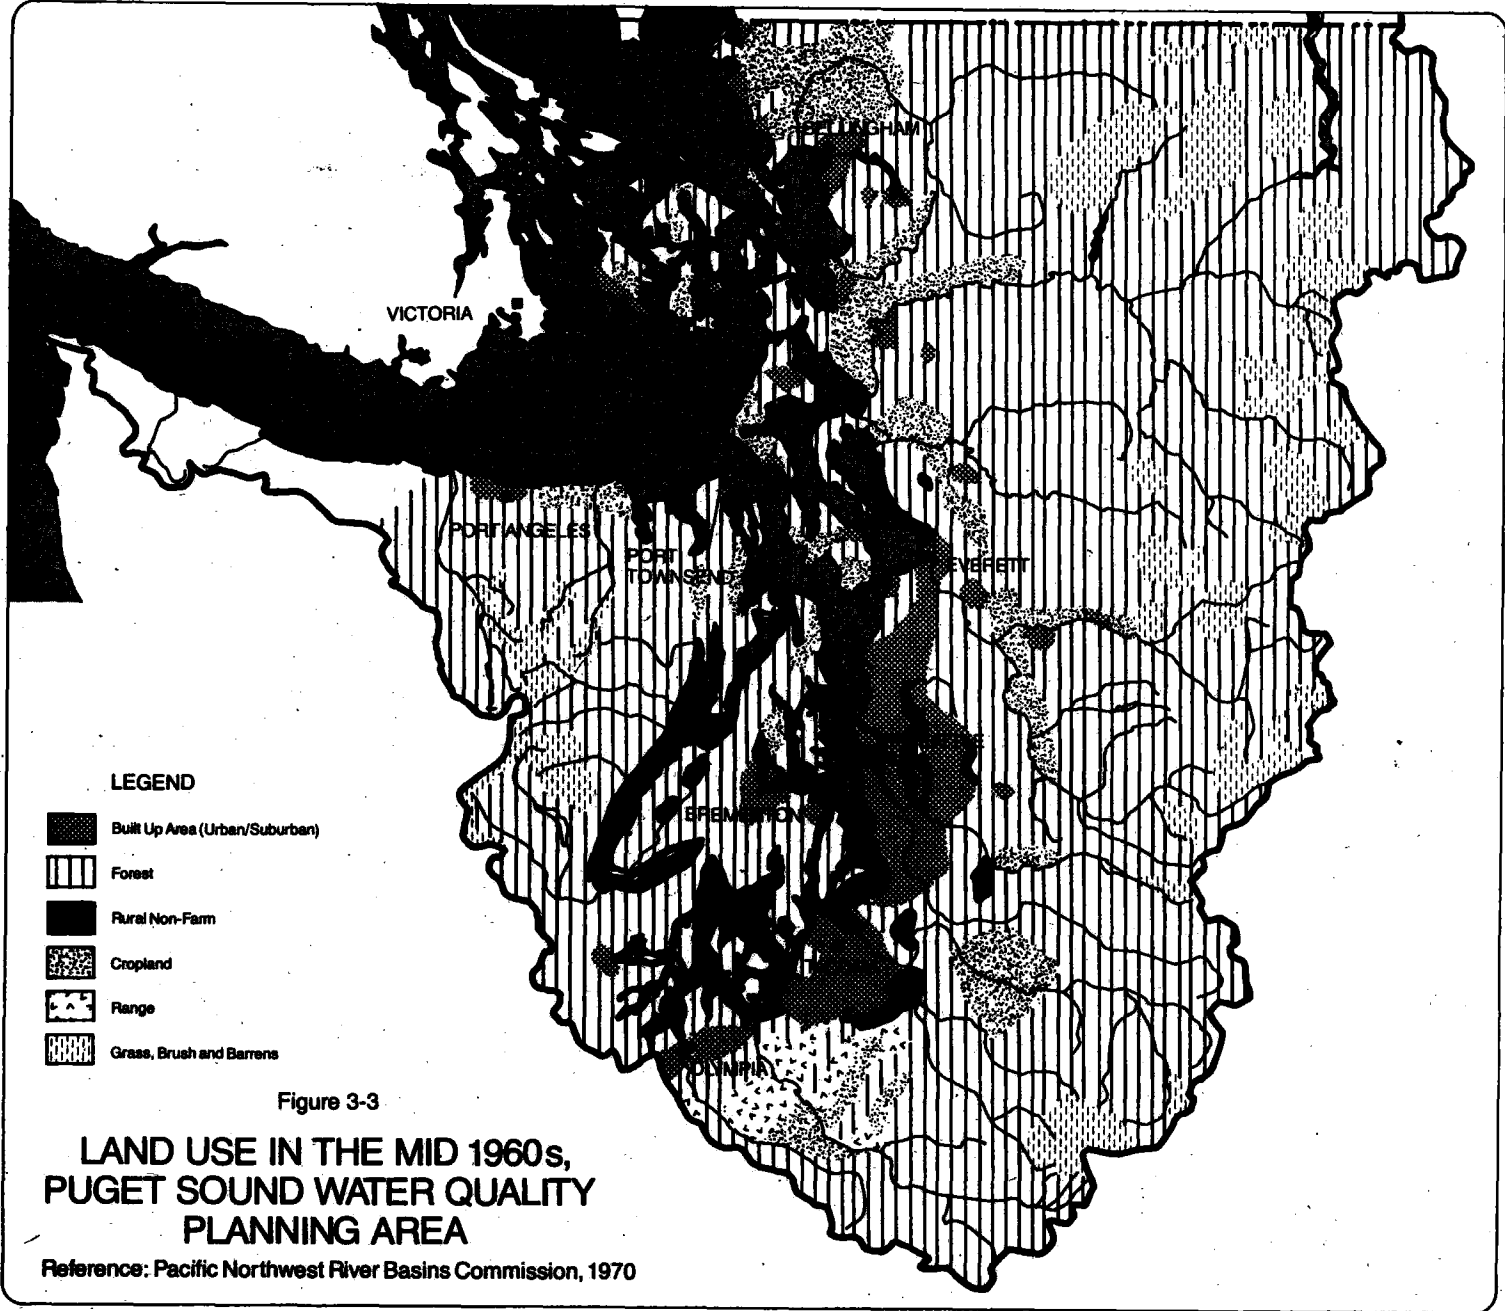 BELLINGHAM
VICTORIA
PORT ANGELES
PORT
TOWNSEND
EVERETT
BREMERTON
OLYMPIA
LEGEND
Built Up Area (Urban/Suburban)
Forest
Rural Non-Farm
Cropland
Range
Grass, Brush and Barrens
Figure 3-3
LAND USE IN THE MID 1960s,
PUGET SOUND WATER QUALITY
PLANNING AREA
Reference: Pacific Northwest River Basins Commission, 1970